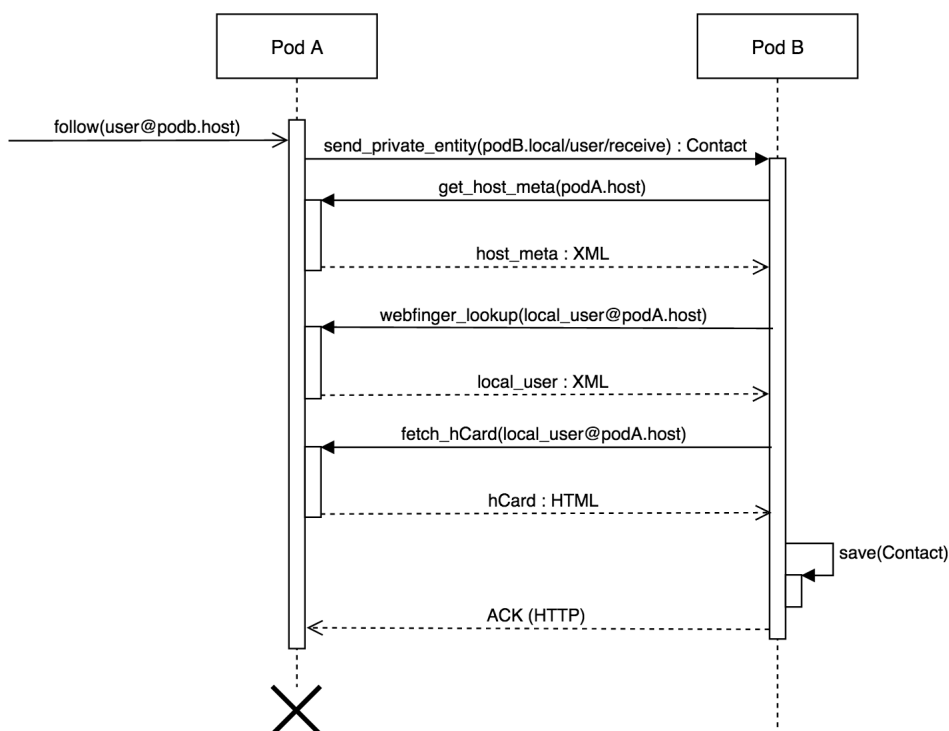 Pod A
Pod B
follow(user@podb.host)
send_private_entity(podB.local/user/receive) : Contact
get_host_meta(podA.host)
host_meta : XML
webfinger_lookup(local_user@podA.host)
local_user : XML
fetch_hCard(local_user@podA.host)
hCard : HTML
save(Contact)
ACK (HTTP)